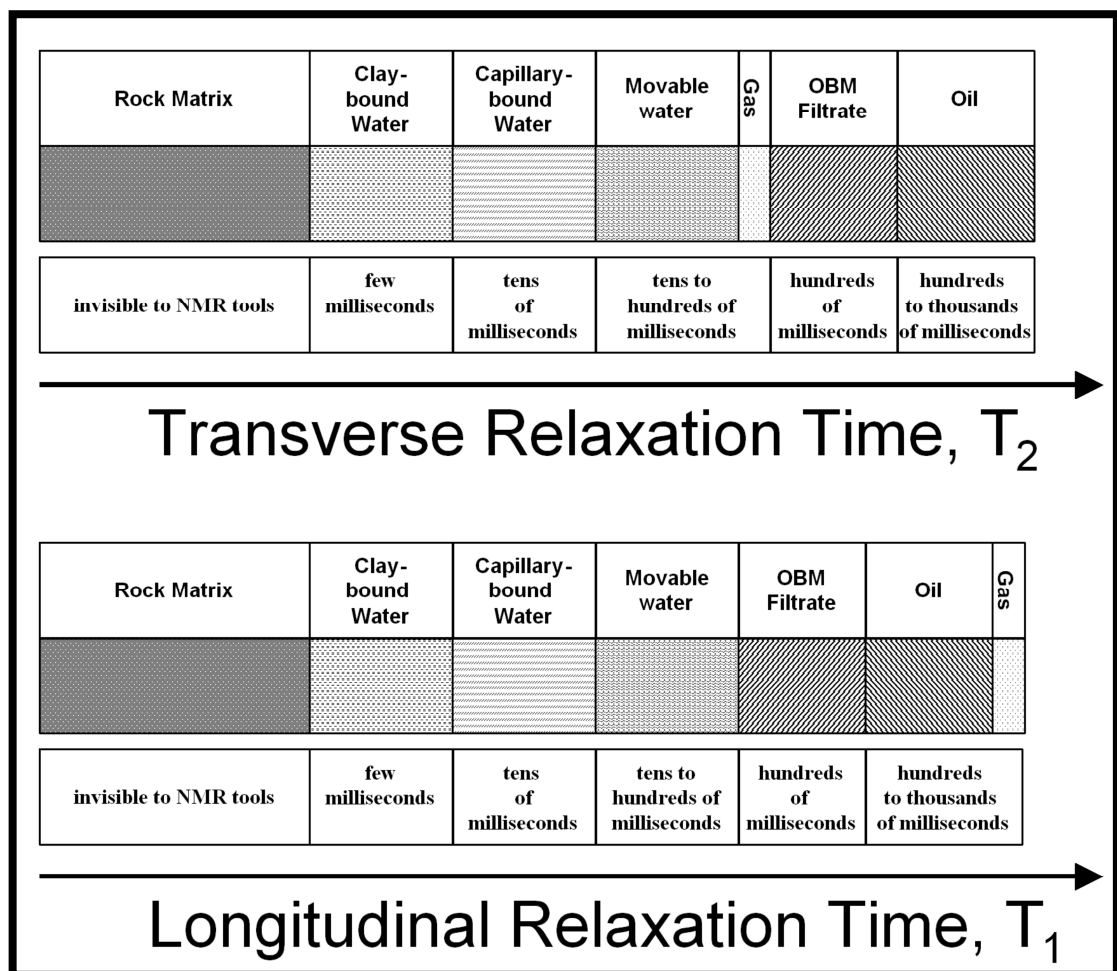 Rock Matrix
Clay-
bound
Water
Capillary-
bound
Water
Movable
water
Gas
OBM
Filtrate
Oil
invisible to NMR tools
few
milliseconds
tens
of
milliseconds
tens to
hundreds of
milliseconds
hundreds
of
milliseconds
hundreds
to thousands
of milliseconds
Transverse Relaxation Time, T₂
Rock Matrix
Clay-
bound
Water
Capillary-
bound
Water
Movable
water
OBM
Filtrate
Oil
Gas
invisible to NMR tools
few
milliseconds
tens
of
milliseconds
tens to
hundreds of
milliseconds
hundreds
of
milliseconds
hundreds
to thousands
of milliseconds
Longitudinal Relaxation Time, T₁